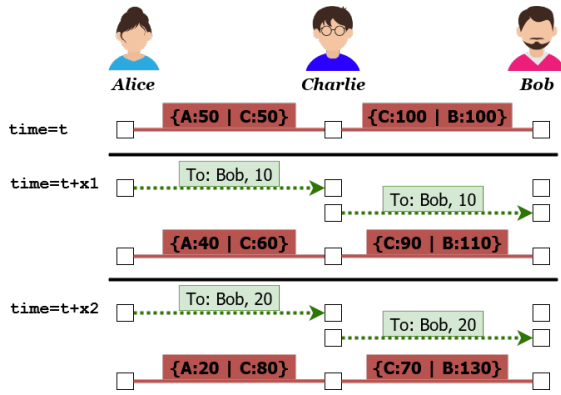 Alice Charlie Bob
time=t {A:50 | C:50} {C:100 | B:100}
time=t+x1 To: Bob, 10
To: Bob, 10
{A:40 | C:60} {C:90 | B:110}
time=t+x2 To: Bob, 20
To: Bob, 20
{A:20 | C:80} {C:70 | B:130}